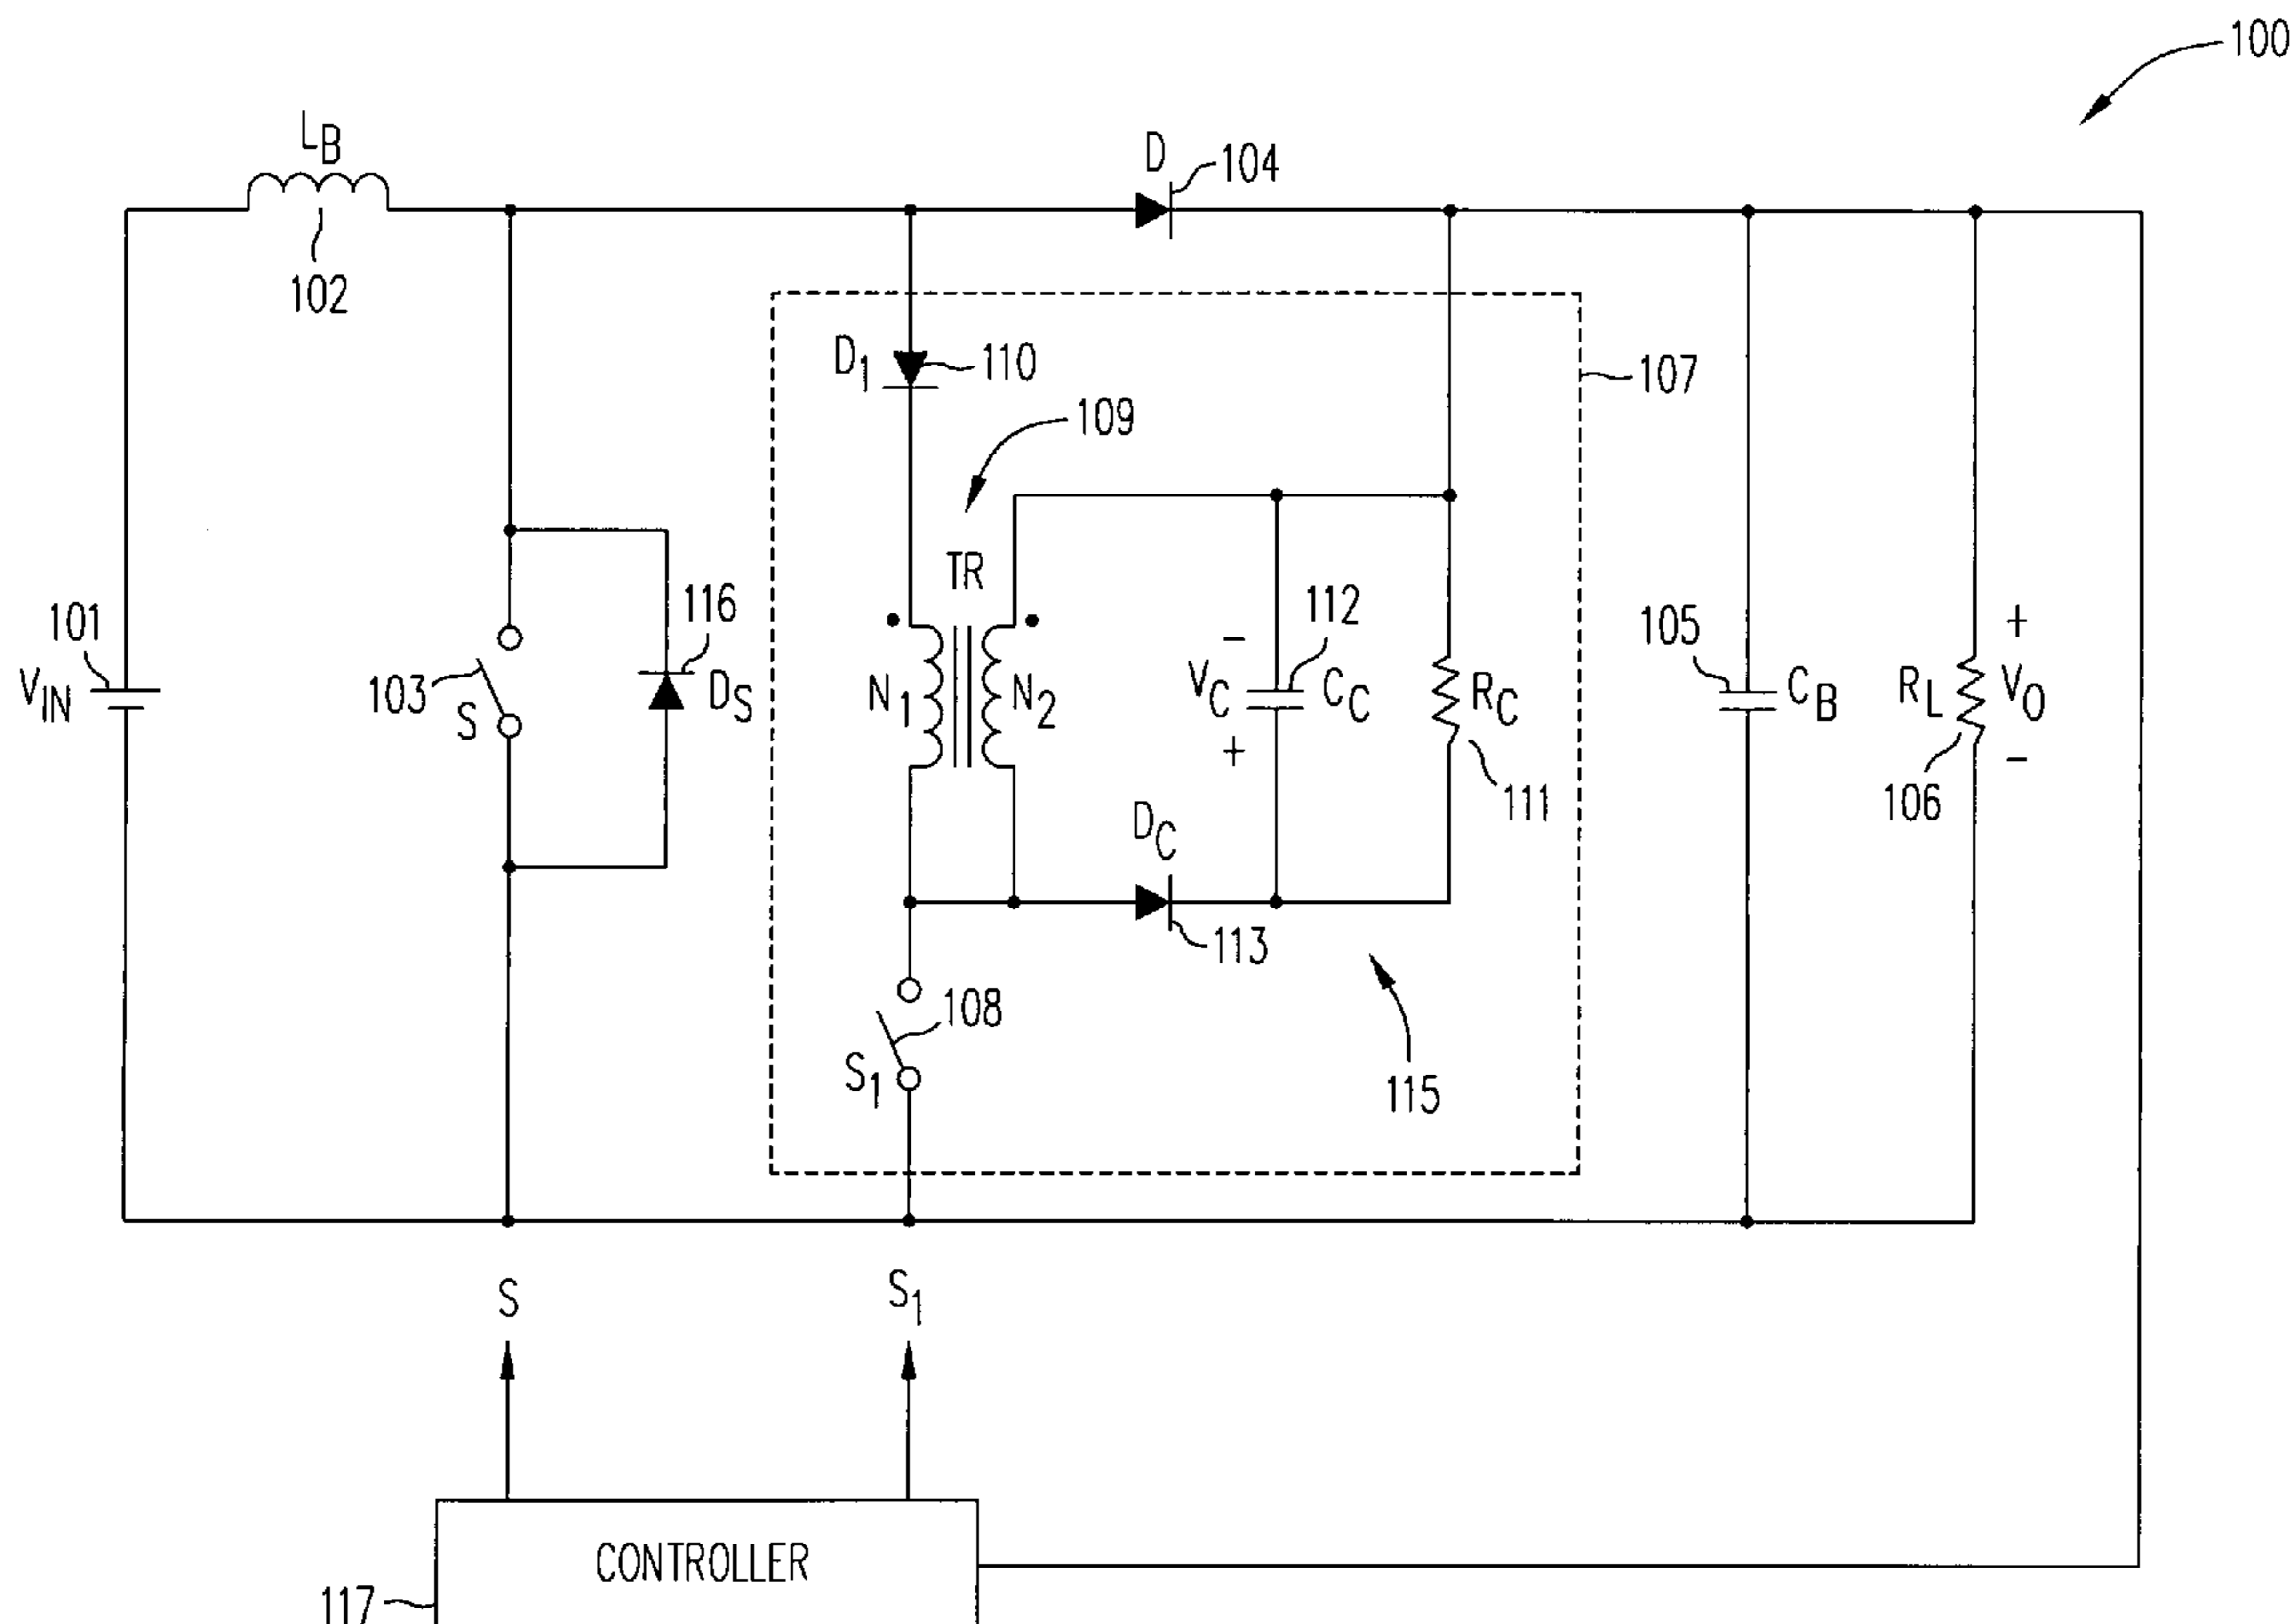 100
L_B
102
D
104
D_1
110
107
109
TR
101
V_IN
103
S
116
D_S
N_1
N_2
−
V_C
+
112
C_C
R_C
111
105
C_B
R_L
106
+
V_O
−
D_C
113
108
S_1
115
S
S_1
CONTROLLER
117